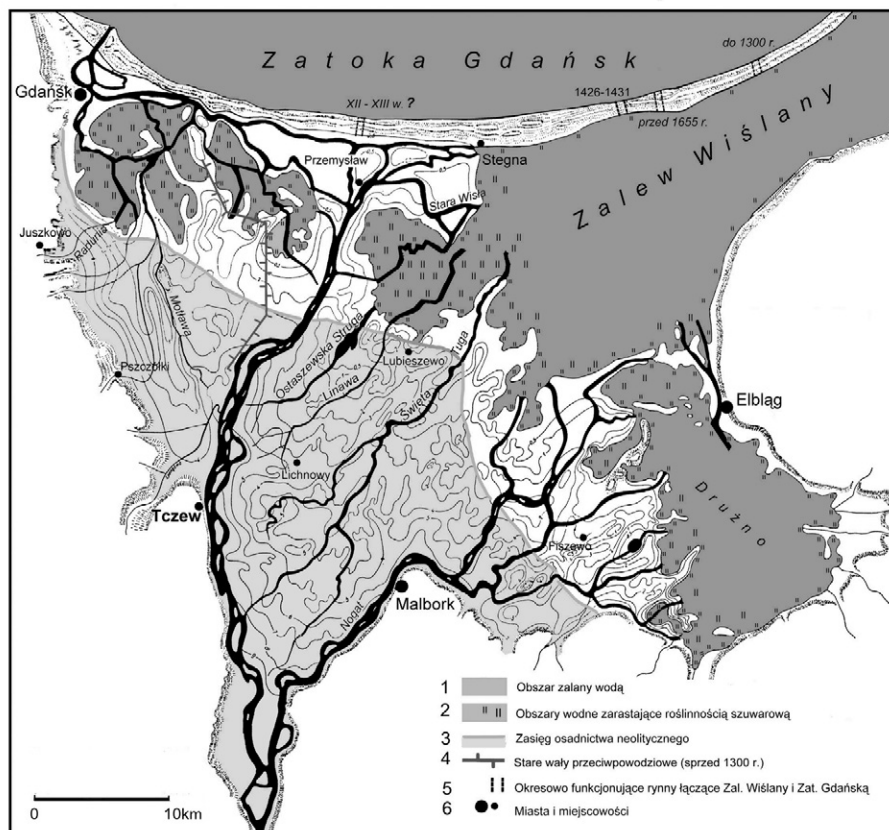 Zatoka Gdańsk
do 1300 r.
Gdańsk
XII - XIII w. ?
1426-1431
przed 1655 r.
Zalew Wiślany
Przemysław
Stegna
Stara Wisła
Juszkowo
Radunia
Motława
Pszczółki
Ostaszewska Struga
Linawa
Lubieszewo
Święta
Tuga
Elbląg
Lichnowy
Tczew
Drużno
Fiszewo
Nogat
Malbork
1 Obszar zalany wodą
2 Obszary wodne zarastające roślinnością szuwarową
3 Zasięg osadnictwa neolitycznego
4 Stare wały przeciwpowodziowe (sprzed 1300 r.)
5 Okresowo funkcjonujące rynny łączące Zal. Wiślany i Zat. Gdańską
6 Miasta i miejscowości
0 10km